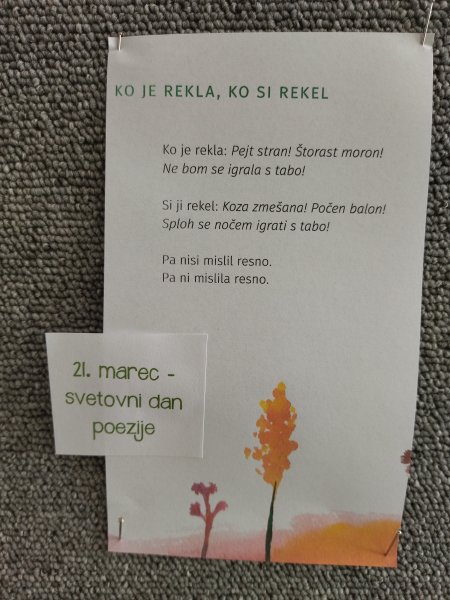 KO JE REKLA, KO SI REKEL
Ko je rekla: Pejt stran! Štorast moron!
Ne bom se igrala s tabo!
Si ji rekel: Koza zmešana! Počen balon!
Sploh se nočem igrati s tabo!
Pa nisi mislil resno.
Pa ni mislila resno.
21. marec -
svetovni dan
poezije